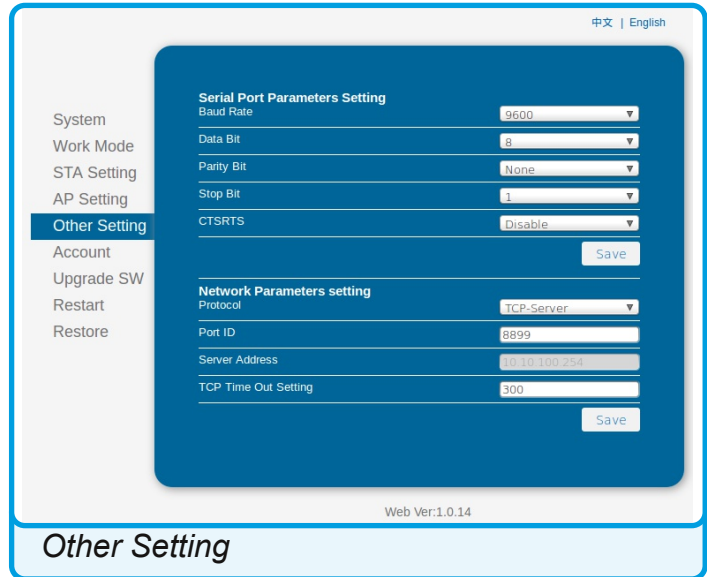 中文 | English
System
Work Mode
STA Setting
AP Setting
Other Setting
Account
Upgrade SW
Restart
Restore
Serial Port Parameters Setting
Baud Rate 9600
Data Bit 8
Parity Bit None
Stop Bit 1
CTSRTS Disable
Save
Network Parameters setting
Protocol TCP-Server
Port ID 8899
Server Address 10.10.100.254
TCP Time Out Setting 300
Save
Web Ver:1.0.14
Other Setting